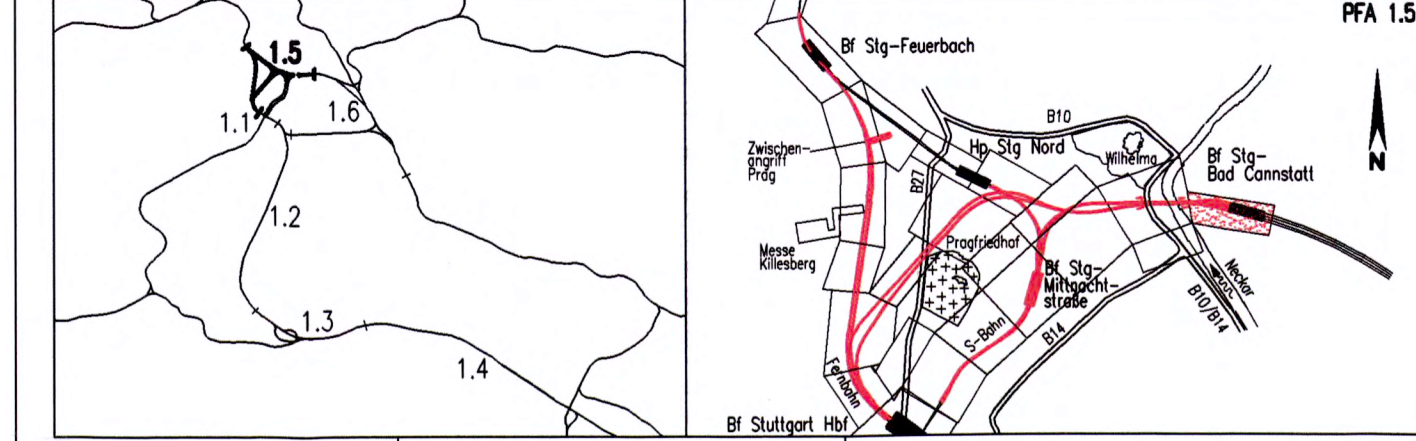 1.5
1.1
1.6
1.2
1.3
1.4
PFA 1.5
Bf Stg-Feuerbach
B10
Zwischen-
angriff
Prag
Hp Stg Nord
Wilhelma
Bf Stg-
Bad Cannstatt
N
B27
Messe
Killesberg
Pragfriedhof
Bf Stg-
Mittnacht-
straße
Neckar
B10/B14
S-Bahn
B14
Fernbahn
Bf Stuttgart Hbf